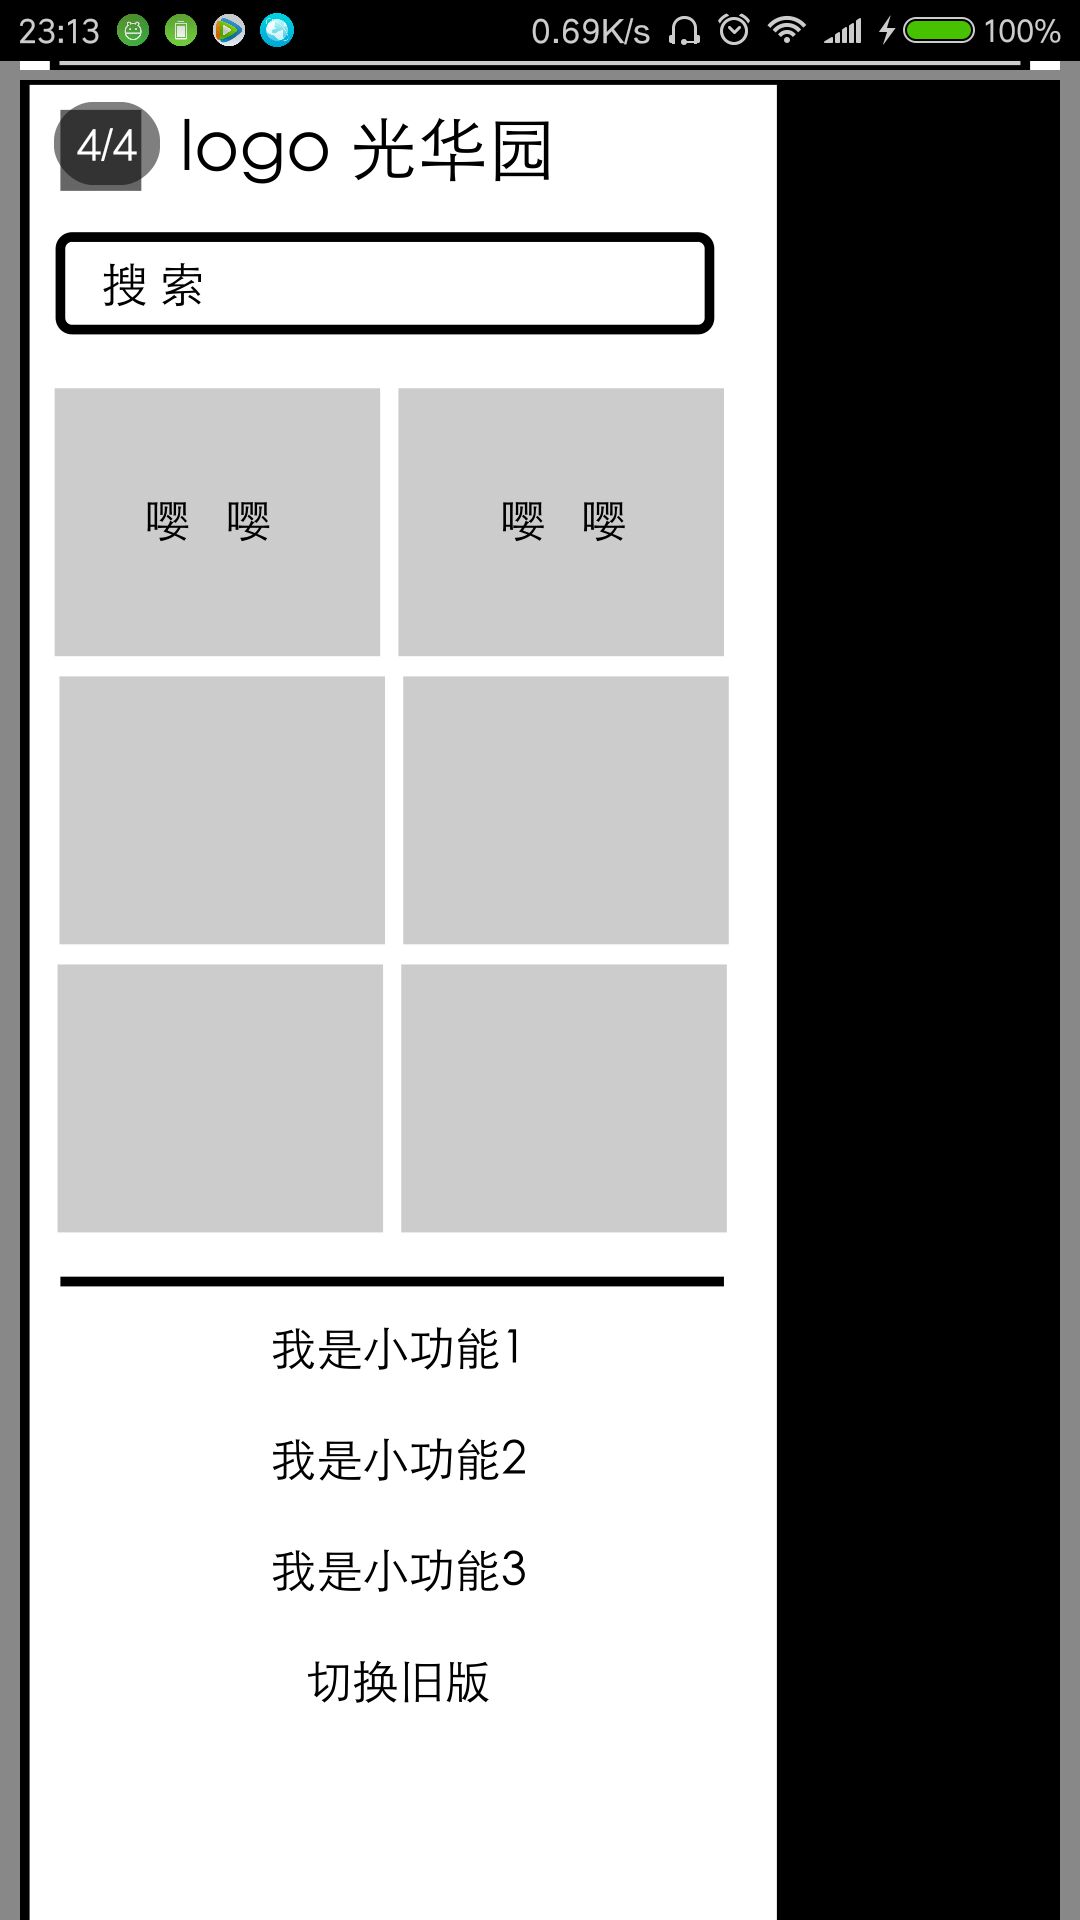 23:13 0.69K/s 100%
4/4 logo 光华园
搜 索
嘤 嘤 嘤 嘤
我是小功能1
我是小功能2
我是小功能3
切换旧版